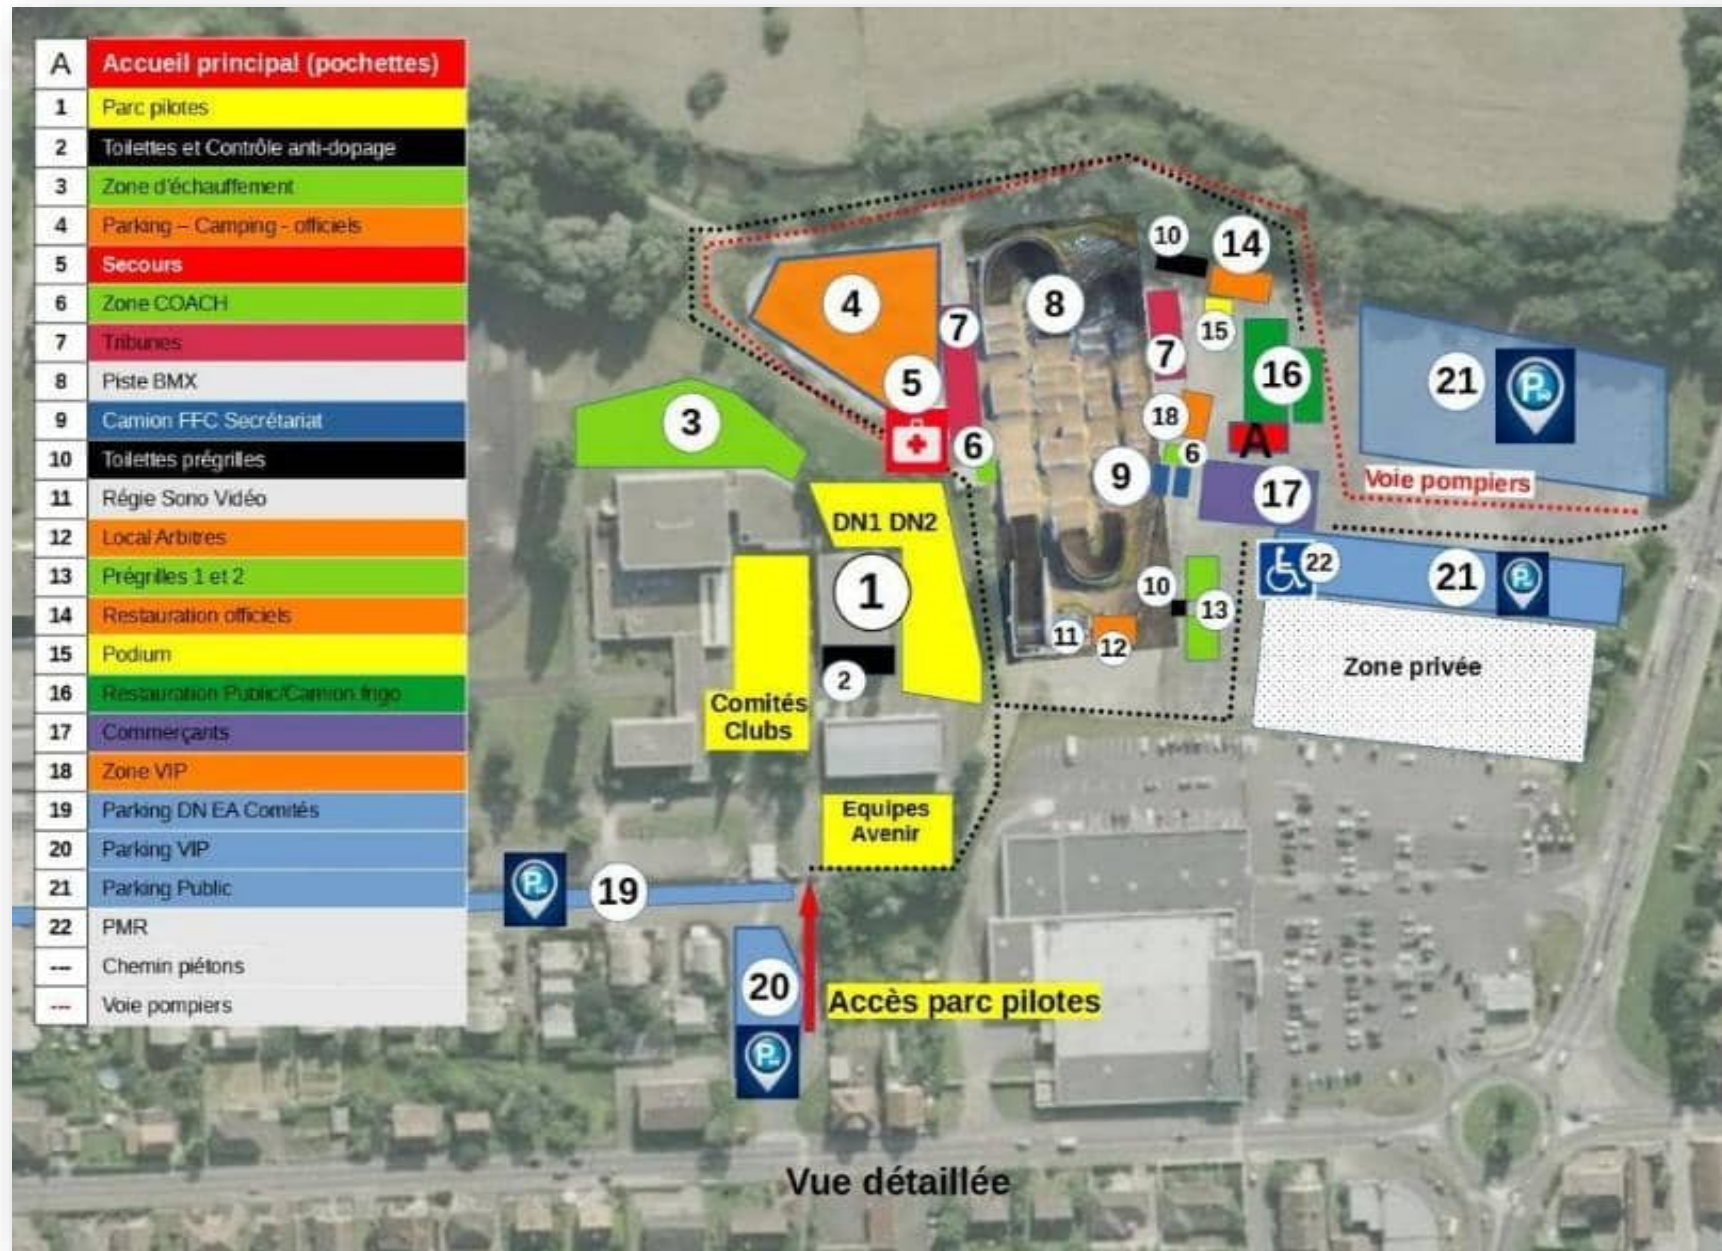 A Accueil principal (pochettes)
1 Parc pilotes
2 Toilettes et Contrôle anti-dopage
3 Zone d'échauffement
4 Parking – Camping - officiels
5 Secours
6 Zone COACH
7 Tribunes
8 Piste BMX
9 Camion FFC Secrétariat
10 Toilettes prégrilles
11 Régie Sono Vidéo
12 Local Arbitres
13 Prégrilles 1 et 2
14 Restauration officiels
15 Podium
16 Restauration Public/Camion frigo
17 Commerçants
18 Zone VIP
19 Parking DN EA Comités
20 Parking VIP
21 Parking Public
22 PMR
--- Chemin piétons
--- Voie pompiers
10
14
4
8
7
15
7
5
16
21
P
3
18
A
6
6
9
17
Voie pompiers
DN1 DN2
1
22
21
P
10
13
11
12
2
Zone privée
Comités
Clubs
Equipes
Avenir
P
19
20
Accès parc pilotes
P
Vue détaillée